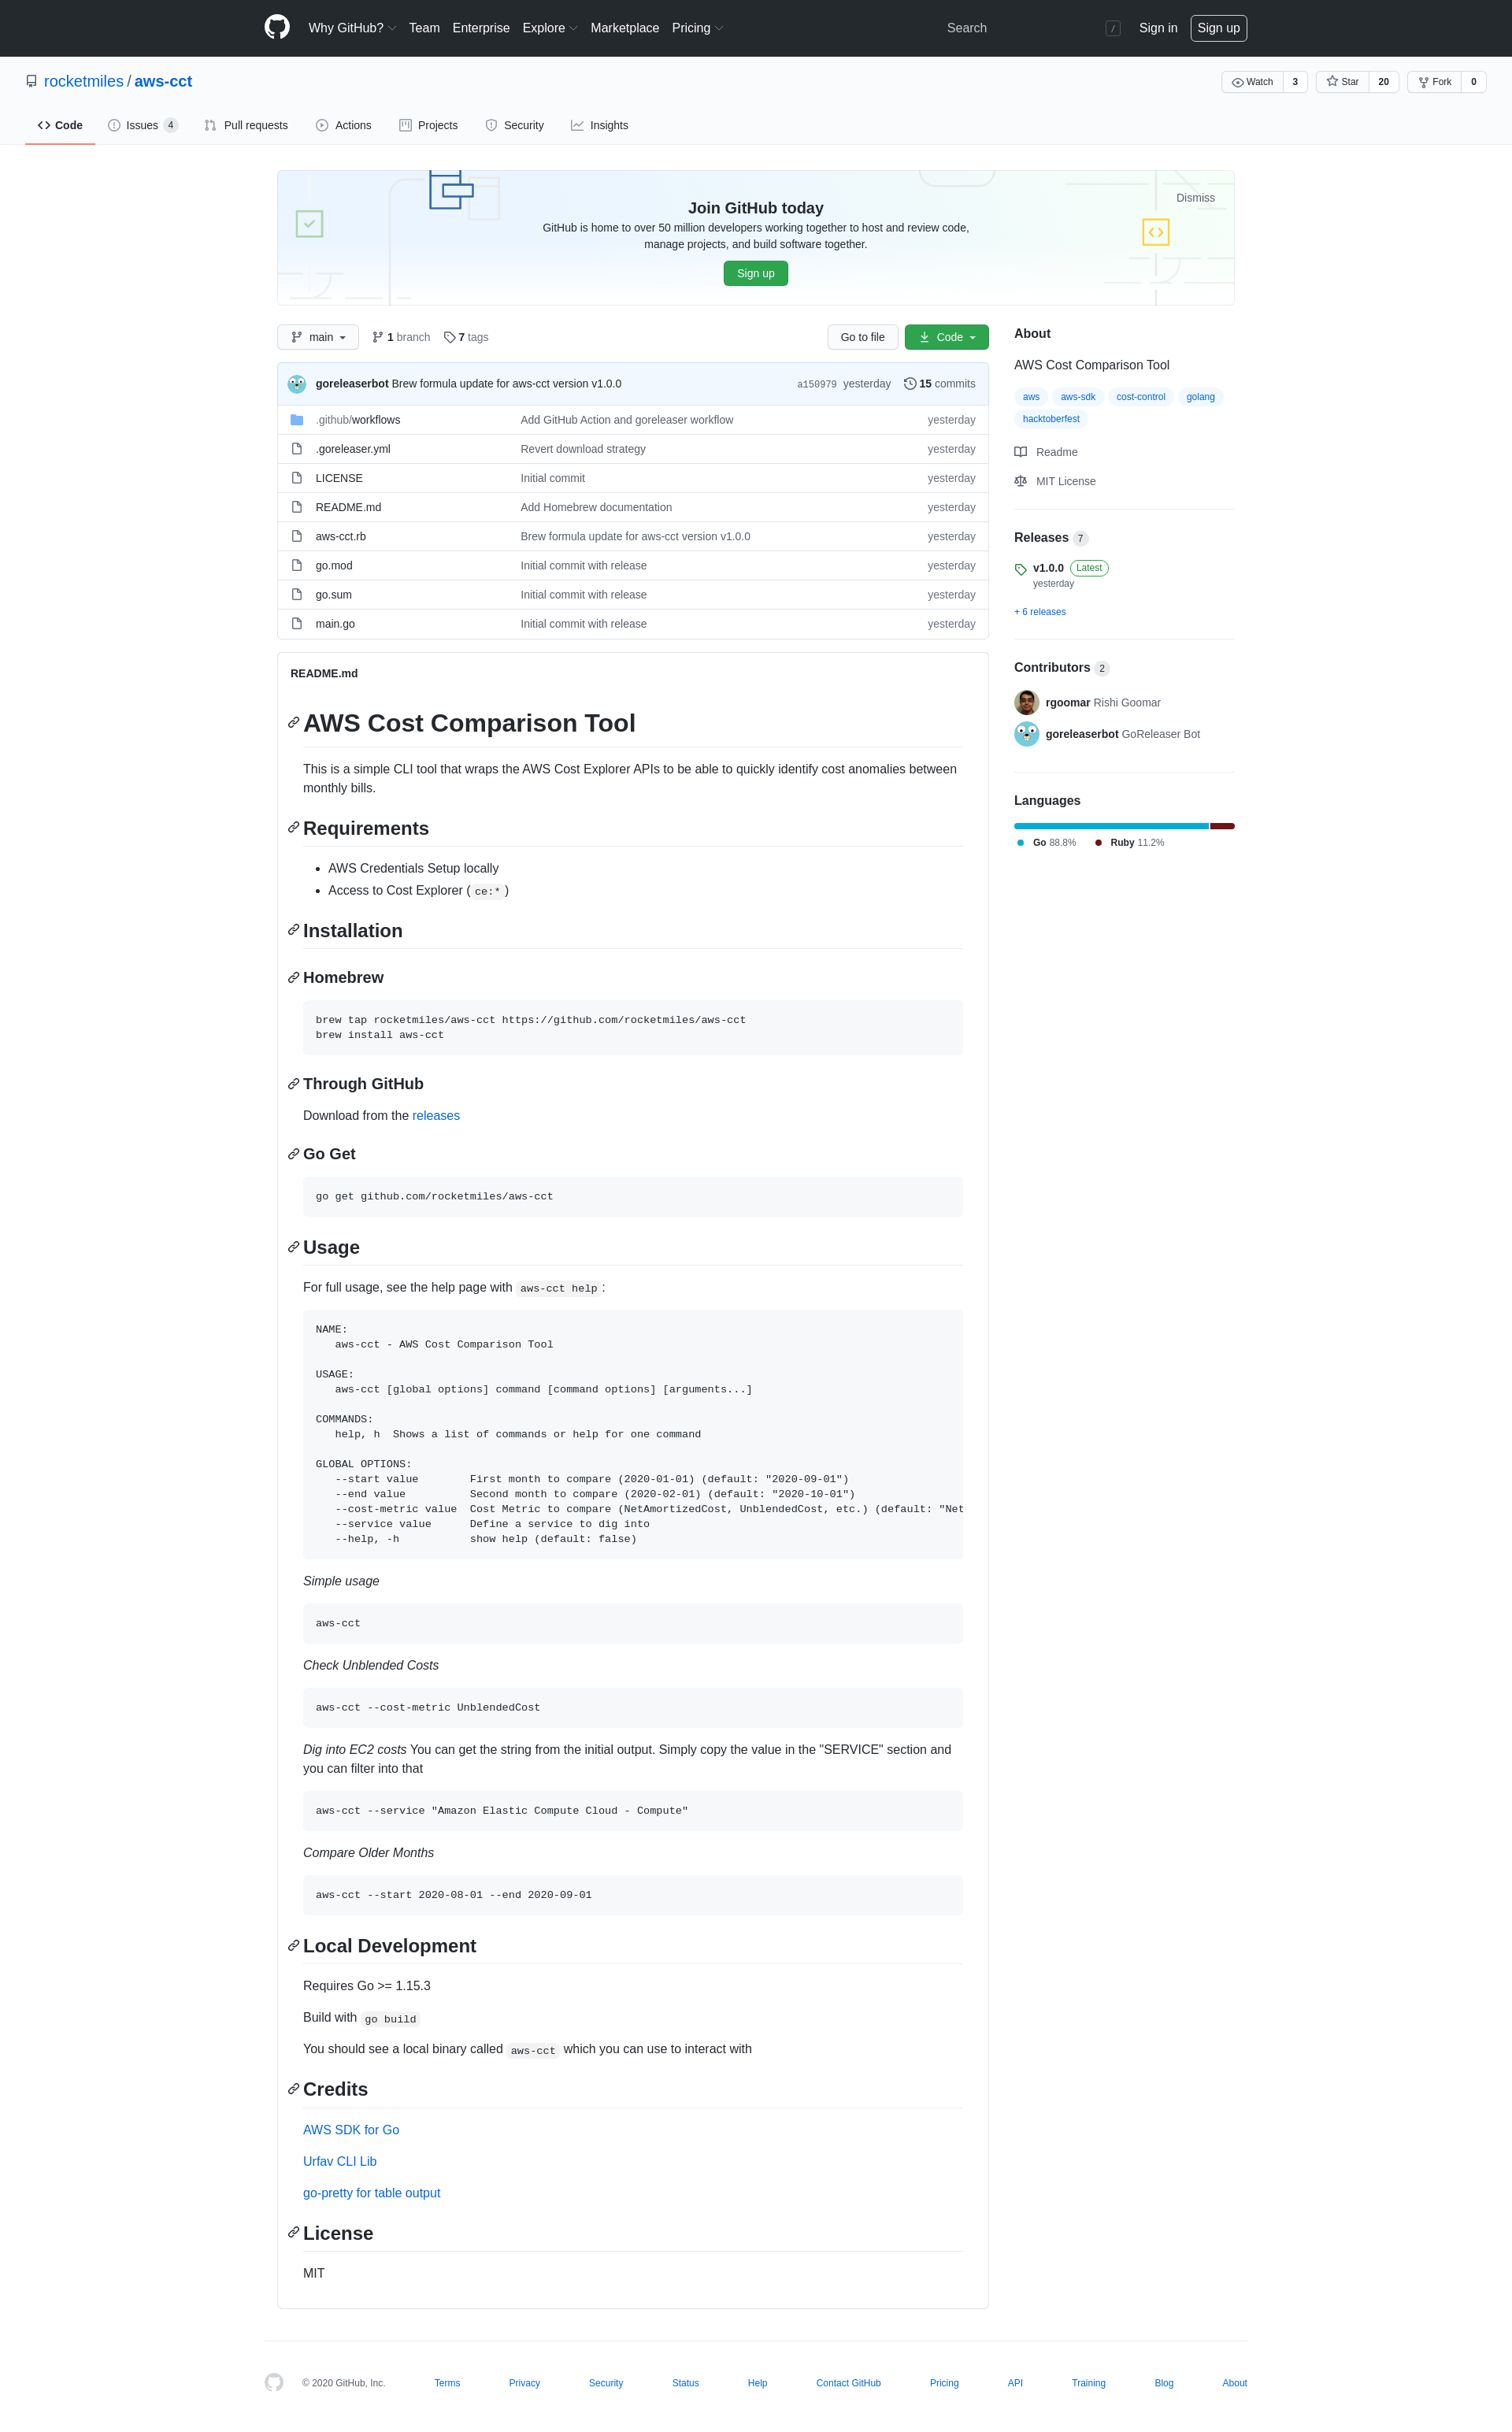 Why GitHub? Team Enterprise Explore Marketplace Pricing Search / Sign in Sign up
rocketmiles / aws-cct Watch 3 Star 20 Fork 0
Code Issues 4 Pull requests Actions Projects Security Insights
Dismiss
Join GitHub today
GitHub is home to over 50 million developers working together to host and review code,
manage projects, and build software together.
Sign up
main 1 branch 7 tags Go to file Code
goreleaserbot Brew formula update for aws-cct version v1.0.0 a150979 yesterday 15 commits
.github/workflows Add GitHub Action and goreleaser workflow yesterday
.goreleaser.yml Revert download strategy yesterday
LICENSE Initial commit yesterday
README.md Add Homebrew documentation yesterday
aws-cct.rb Brew formula update for aws-cct version v1.0.0 yesterday
go.mod Initial commit with release yesterday
go.sum Initial commit with release yesterday
main.go Initial commit with release yesterday
README.md
AWS Cost Comparison Tool
This is a simple CLI tool that wraps the AWS Cost Explorer APIs to be able to quickly identify cost anomalies between
monthly bills.
Requirements
• AWS Credentials Setup locally
• Access to Cost Explorer ( ce:* )
Installation
Homebrew
brew tap rocketmiles/aws-cct https://github.com/rocketmiles/aws-cct
brew install aws-cct
Through GitHub
Download from the releases
Go Get
go get github.com/rocketmiles/aws-cct
Usage
For full usage, see the help page with aws-cct help :
NAME:
aws-cct - AWS Cost Comparison Tool
USAGE:
aws-cct [global options] command [command options] [arguments...]
COMMANDS:
help, h  Shows a list of commands or help for one command
GLOBAL OPTIONS:
--start value        First month to compare (2020-01-01) (default: "2020-09-01")
--end value          Second month to compare (2020-02-01) (default: "2020-10-01")
--cost-metric value  Cost Metric to compare (NetAmortizedCost, UnblendedCost, etc.) (default: "Net
--service value      Define a service to dig into
--help, -h           show help (default: false)
Simple usage
aws-cct
Check Unblended Costs
aws-cct --cost-metric UnblendedCost
Dig into EC2 costs You can get the string from the initial output. Simply copy the value in the "SERVICE" section and
you can filter into that
aws-cct --service "Amazon Elastic Compute Cloud - Compute"
Compare Older Months
aws-cct --start 2020-08-01 --end 2020-09-01
Local Development
Requires Go >= 1.15.3
Build with go build
You should see a local binary called aws-cct which you can use to interact with
Credits
AWS SDK for Go
Urfav CLI Lib
go-pretty for table output
License
MIT
About
AWS Cost Comparison Tool
aws aws-sdk cost-control golang
hacktoberfest
Readme
MIT License
Releases 7
v1.0.0 Latest
yesterday
+ 6 releases
Contributors 2
rgoomar Rishi Goomar
goreleaserbot GoReleaser Bot
Languages
Go 88.8% Ruby 11.2%
© 2020 GitHub, Inc. Terms Privacy Security Status Help Contact GitHub Pricing API Training Blog About